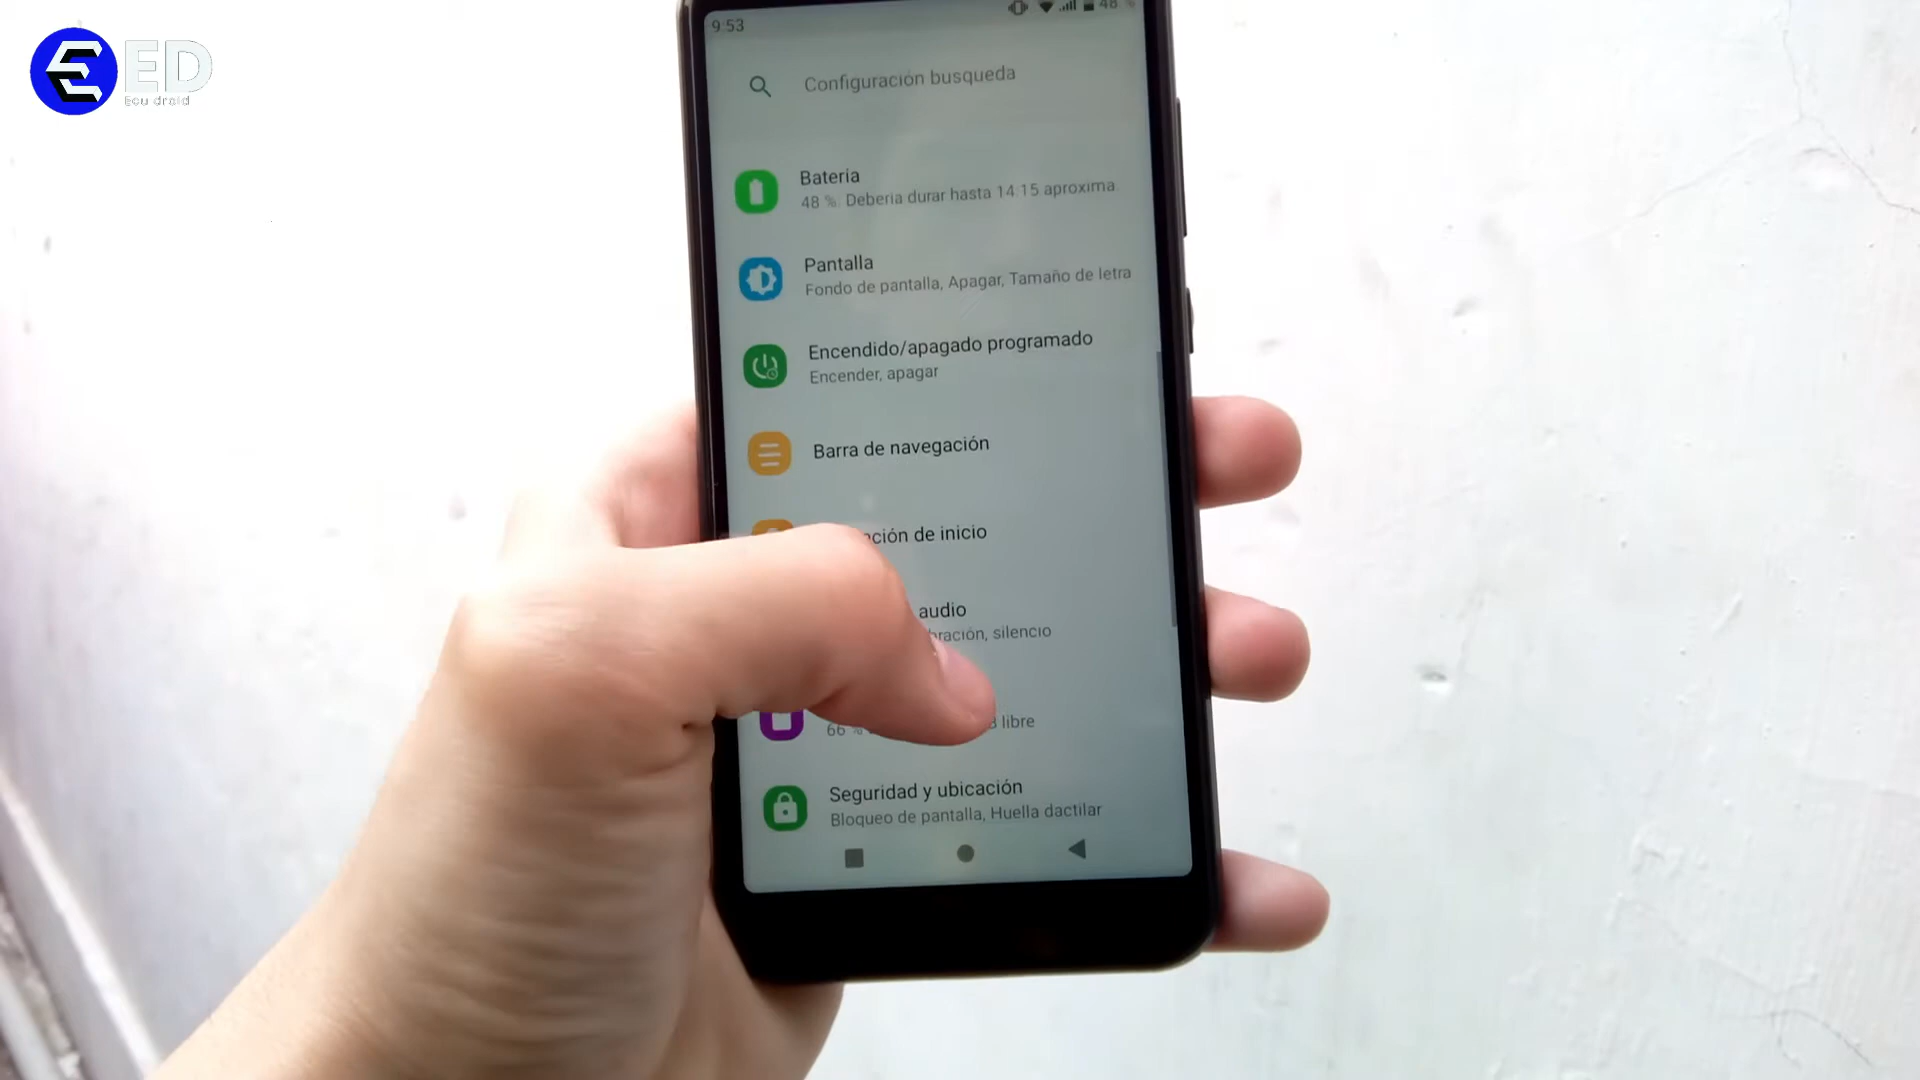 ED
Ecu droid
9:53
48 %
Configuración busqueda
Bateria
48 %. Deberia durar hasta 14:15 aproxima.
Pantalla
Fondo de pantalla, Apagar, Tamaño de letra
Encendido/apagado programado
Encender, apagar
Barra de navegación
de inicio
audio
silencio
66 %
libre
Seguridad y ubicación
Bloqueo de pantalla, Huella dactilar